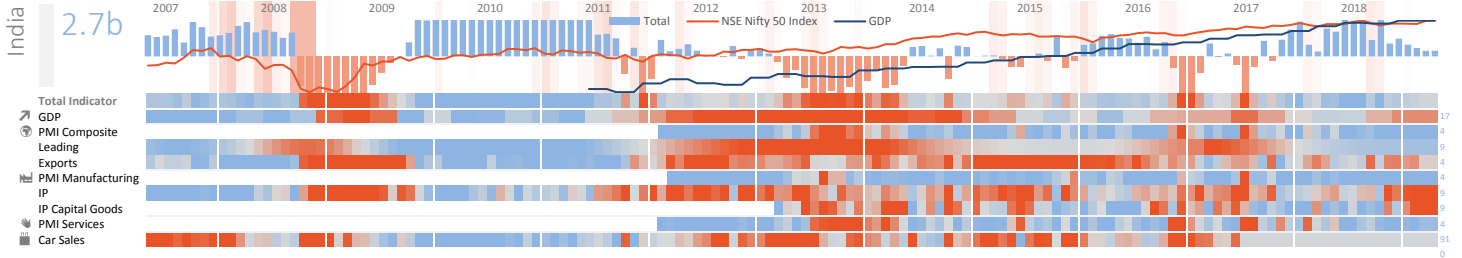 2007 2008 2009 2010 2011 2012 2013 2014 2015 2016 2017 2018
India
2.7b
Total NSE Nifty 50 Index GDP
Total Indicator
GDP 17
PMI Composite 4
Leading 9
Exports 4
PMI Manufacturing 4
IP 9
IP Capital Goods 9
PMI Services 4
Car Sales 91
0